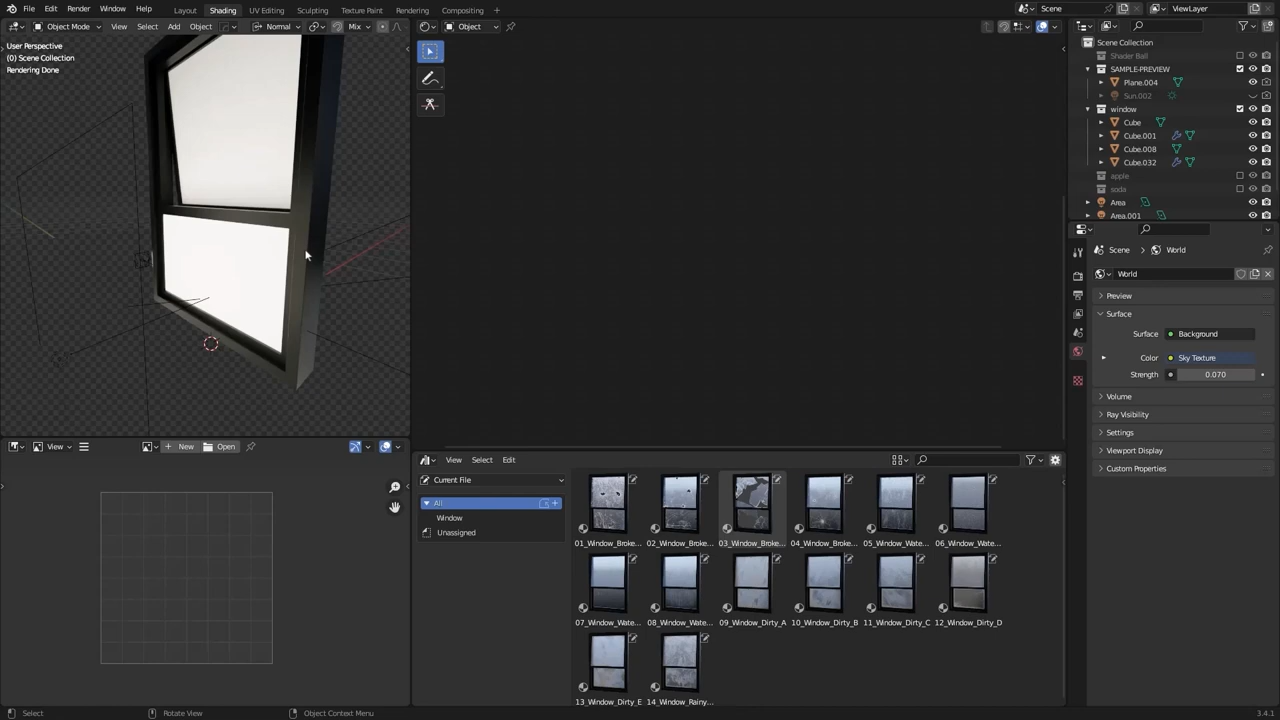 File Edit Render Window Help Layout Shading UV Editing Sculpting Texture Paint Rendering Compositing + Scene ViewLayer
Object Mode View Select Add Object Normal Mix Object
User Perspective
(0) Scene Collection
Rendering Done
Scene Collection
Shader Ball
SAMPLE-PREVIEW
Plane.004
Sun.002
window
Cube
Cube.001
Cube.008
Cube.032
apple
soda
Area
Area.001
Scene World
World
Preview
Surface
Surface Background
Color Sky Texture
Strength 0.070
Volume
Ray Visibility
Settings
Viewport Display
Custom Properties
View + New Open
View Select Edit
Current File
All +
Window
Unassigned
01_Window_Broke... 02_Window_Broke... 03_Window_Broke... 04_Window_Broke... 05_Window_Wate... 06_Window_Wate...
07_Window_Wate... 08_Window_Wate... 09_Window_Dirty_A 10_Window_Dirty_B 11_Window_Dirty_C 12_Window_Dirty_D
13_Window_Dirty_E 14_Window_Rainy...
Select Rotate View Object Context Menu 3.4.1